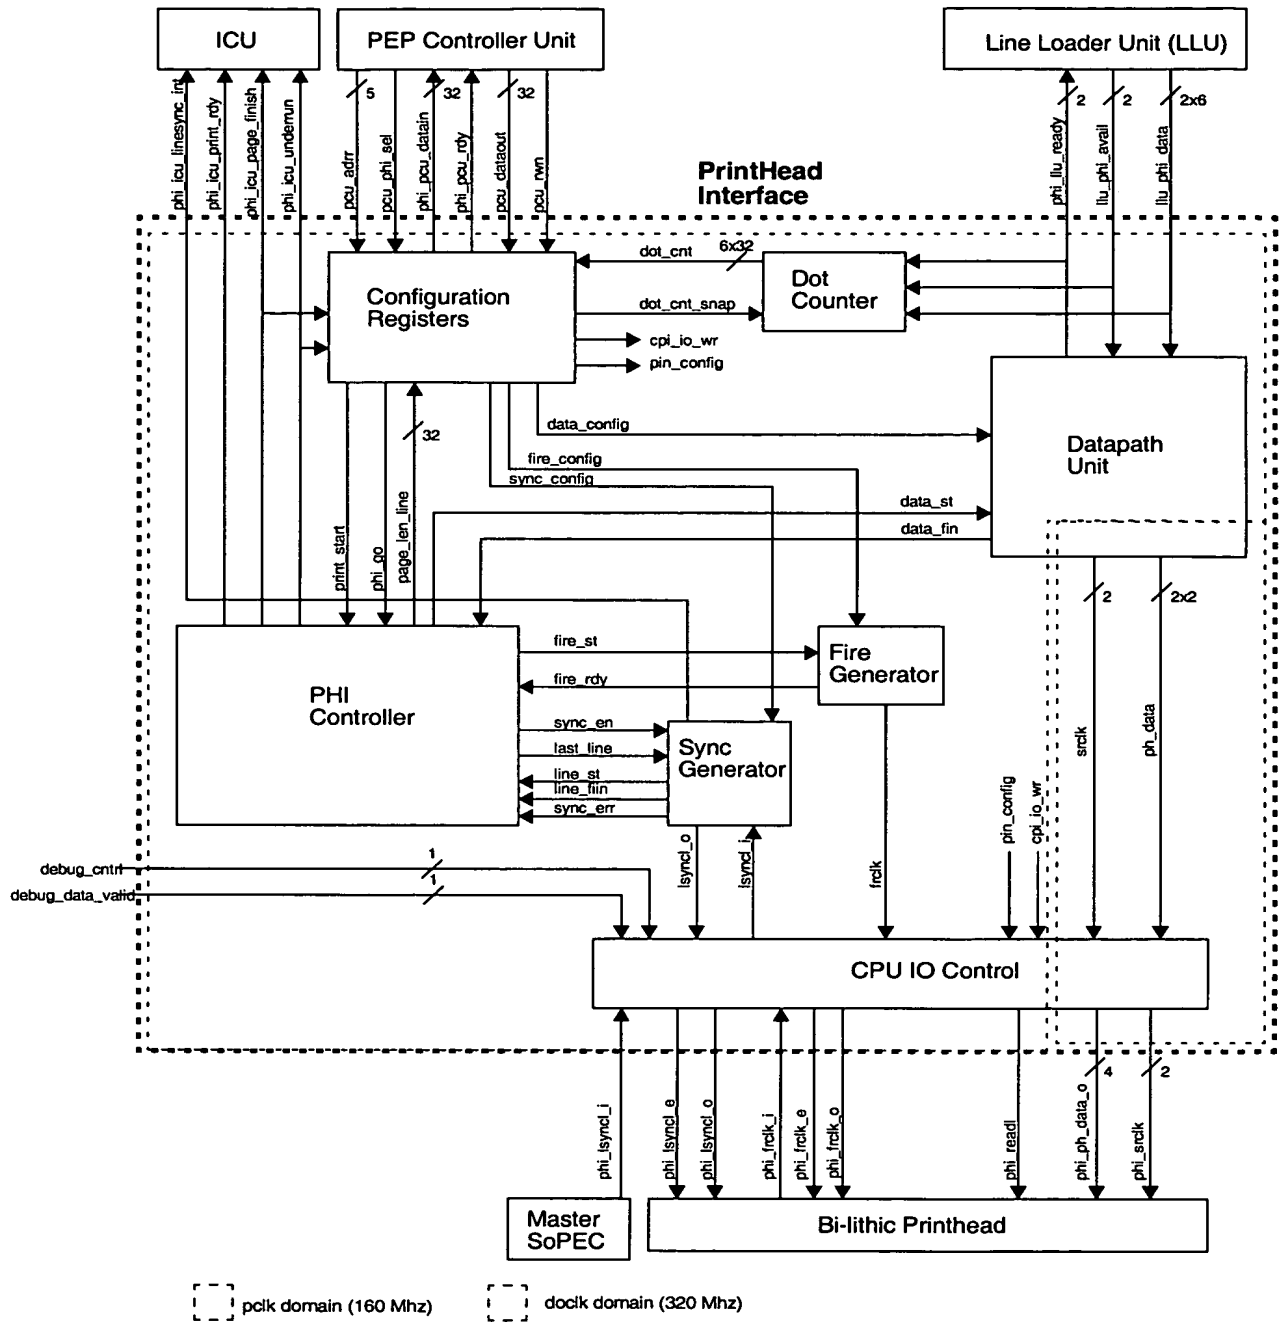 ICU
PEP Controller Unit
Line Loader Unit (LLU)
phi_icu_linesync_int
phi_icu_print_rdy
phi_icu_page_finish
phi_icu_underrun
5
32
32
pcu_adrr
pcu_phi_sel
phi_pcu_datain
phi_pcu_rdy
pcu_dataout
pcu_rwn
2
2
2x6
phi_llu_ready
llu_phi_avail
llu_phi_data
PrintHead
Interface
Configuration
Registers
dot_cnt
6x32
dot_cnt_snap
Dot
Counter
cpi_io_wr
pin_config
32
data_config
fire_config
sync_config
Datapath
Unit
data_st
data_fin
print_start
phi_go
page_len_line
2
2x2
PHI
Controller
fire_st
fire_rdy
Fire
Generator
sync_en
last_line
line_st
line_fiin
sync_err
Sync
Generator
srclk
ph_data
pin_config
cpi_io_wr
debug_cntrl
1
debug_data_valid
1
lsyncl_o
lsyncl_i
frclk
CPU IO Control
4
2
phi_lsyncl_i
phi_lsyncl_e
phi_lsyncl_o
phi_frclk_i
phi_frclk_e
phi_frclk_o
phi_readl
phi_ph_data_o
phi_srclk
Master
SoPEC
Bi-lithic Printhead
pclk domain (160 Mhz)
doclk domain (320 Mhz)